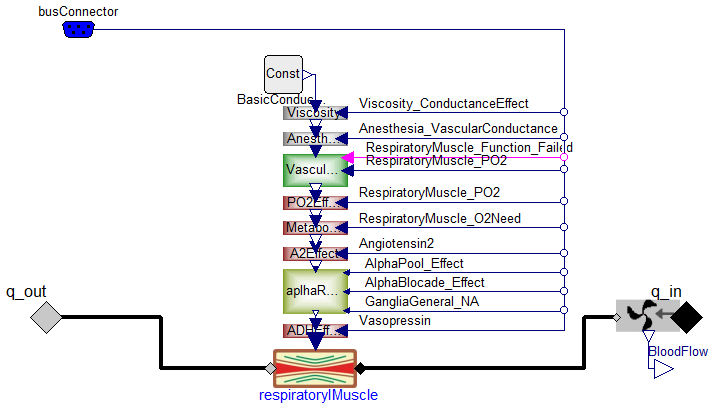 busConnector
Const
BasicConduc...
Viscosity
Viscosity_ConductanceEffect
Anesth...
Anesthesia_VascularConductance
RespiratoryMuscle_Function_Failed
Vascul...
RespiratoryMuscle_PO2
PO2Eff...
RespiratoryMuscle_PO2
Metabo...
RespiratoryMuscle_O2Need
A2Effect
Angiotensin2
AlphaPool_Effect
aplhaR...
AlphaBlocade_Effect
GangliaGeneral_NA
q_out
q_in
ADHEff...
Vasopressin
BloodFlow
respiratoryIMuscle